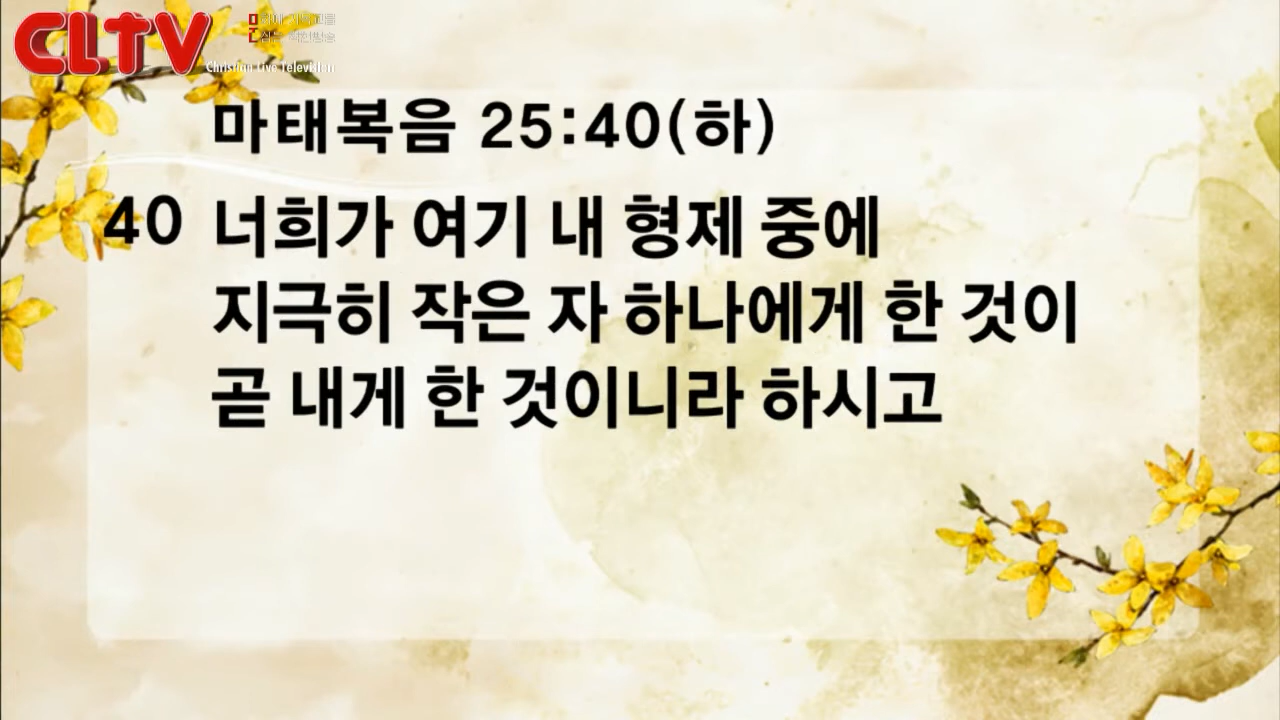 CLTV
Christian Live Television
마태복음 25:40(하)
40 너희가 여기 내 형제 중에
지극히 작은 자 하나에게 한 것이
곧 내게 한 것이니라 하시고